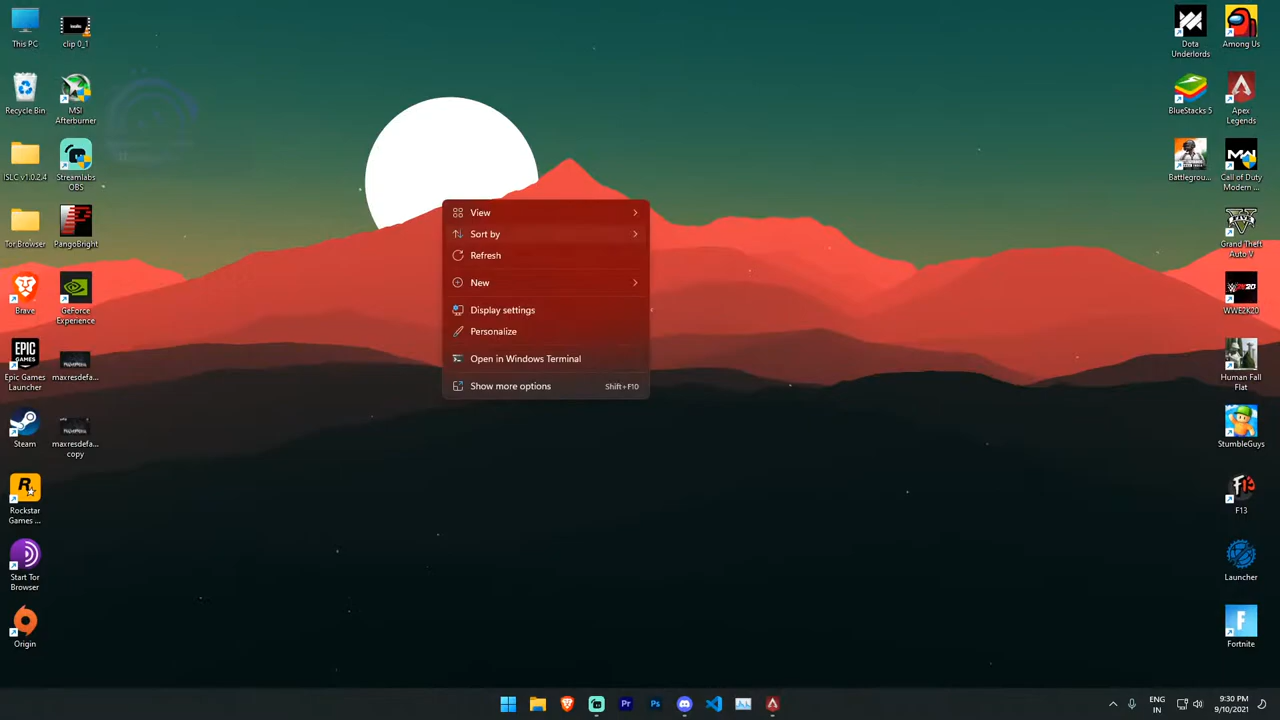 This PC
clip 0_1
Recycle Bin
MSI
Afterburner
ISLC v1.0.2.4
Streamlabs
OBS
Tor Browser
PangoBright
Brave
GeForce
Experience
Epic Games
Launcher
maxresdefa...
Steam
maxresdefa...
copy
Rockstar
Games ...
Start Tor
Browser
Origin
View
Sort by
Refresh
New
Display settings
Personalize
Open in Windows Terminal
Show more options Shift+F10
Dota
Underlords
Among Us
BlueStacks 5
Apex
Legends
Battlegrou...
Call of Duty
Modern ...
Grand Theft
Auto V
WWE2K20
Human Fall
Flat
StumbleGuys
F13
Launcher
Fortnite
ENG
IN
9:30 PM
9/10/2021